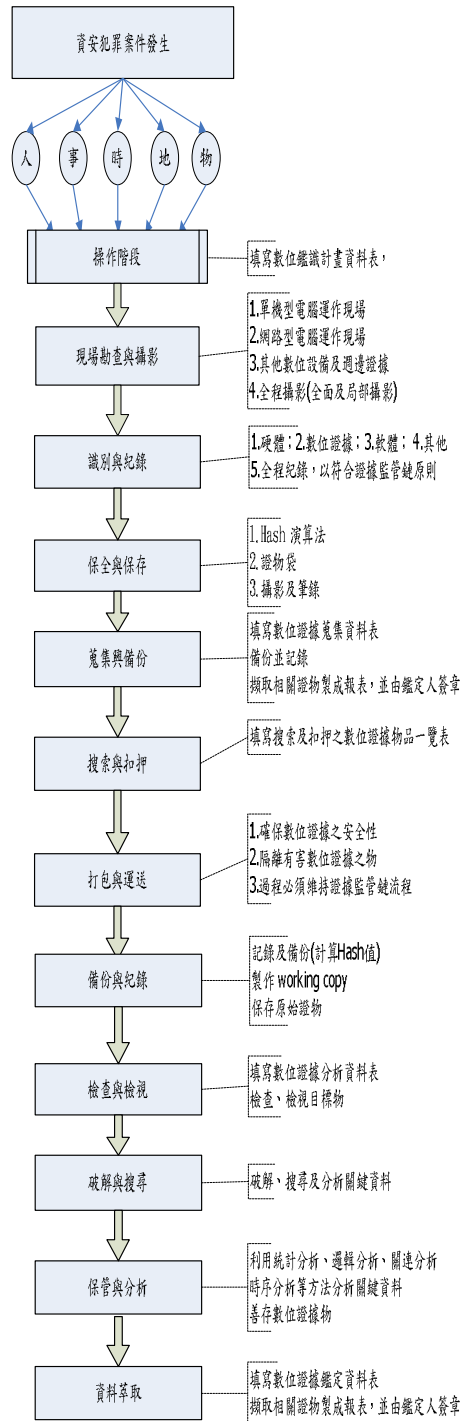 資安犯罪案件發生
人
事
時
地
物
操作階段
填寫數位鑑識計畫資料表，
現場勘查與攝影
1.單機型電腦運作現場
2.網路型電腦運作現場
3.其他數位設備及週邊證據
4.全程攝影(全面及局部攝影)
識別與紀錄
1.硬體；2.數位證據；3.軟體；4.其他
5.全程紀錄，以符合證據監管鏈原則
保全與保存
1.Hash 演算法
2.證物袋
3.攝影及筆錄
蒐集與備份
填寫數位證據蒐集資料表
備份並記錄
擷取相關證物製成報表，並由鑑定人簽章
搜索與扣押
填寫搜索及扣押之數位證據物品一覽表
打包與運送
1.確保數位證據之安全性
2.隔離有害數位證據之物
3.過程必須維持證據監管鏈流程
備份與紀錄
記錄及備份(計算Hash值)
製作 working copy
保存原始證物
檢查與檢視
填寫數位證據分析資料表
檢查、檢視目標物
破解與搜尋
破解、搜尋及分析關鍵資料
保管與分析
利用統計分析、邏輯分析、關連分析
時序分析等方法分析關鍵資料
善存數位證據物
資料萃取
填寫數位證據鑑定資料表
擷取相關證物製成報表，並由鑑定人簽章